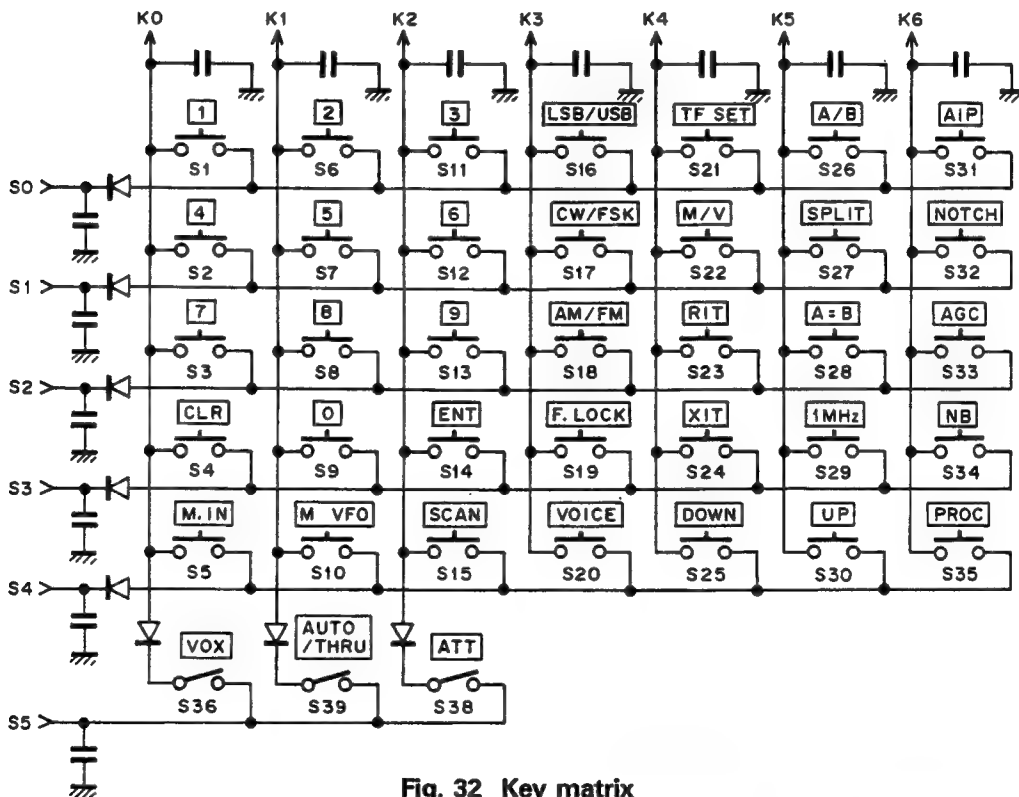 K0 K1 K2 K3 K4 K5 K6
1 2 3 LSB/USB TF SET A/B AIP
S1 S6 S11 S16 S21 S26 S31
S0
4 5 6 CW/FSK M/V SPLIT NOTCH
S2 S7 S12 S17 S22 S27 S32
S1
7 8 9 AM/FM RIT A=B AGC
S3 S8 S13 S18 S23 S28 S33
S2
CLR 0 ENT F.LOCK XIT 1MHz NB
S4 S9 S14 S19 S24 S29 S34
S3
M.IN M VFO SCAN VOICE DOWN UP PROC
S5 S10 S15 S20 S25 S30 S35
S4
VOX AUTO /THRU ATT
S36 S39 S38
S5
Fig. 32 Key matrix